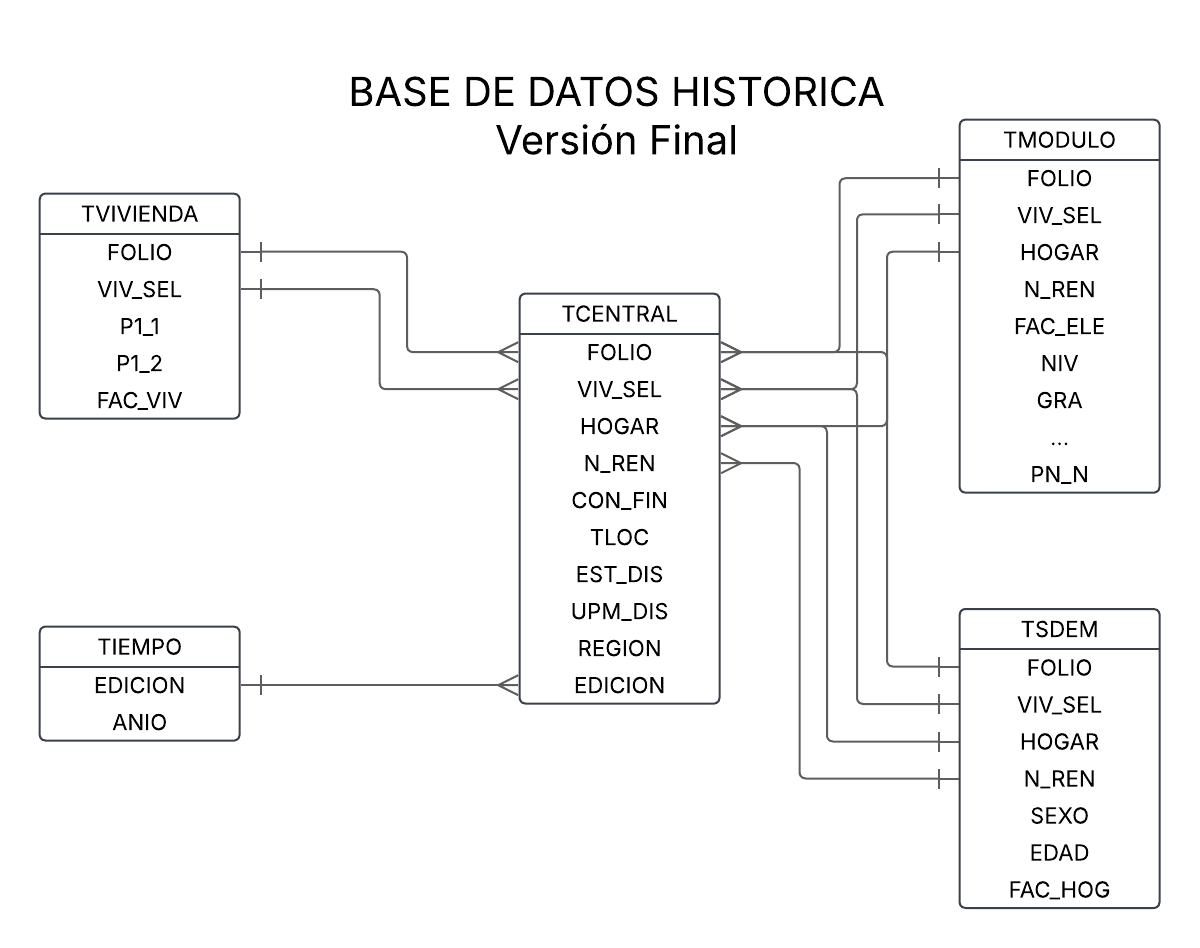 BASE DE DATOS HISTORICA
Versión Final
TVIVIENDA
FOLIO
VIV_SEL
P1_1
P1_2
FAC_VIV
TIEMPO
EDICION
ANIO
TCENTRAL
FOLIO
VIV_SEL
HOGAR
N_REN
CON_FIN
TLOC
EST_DIS
UPM_DIS
REGION
EDICION
TMODULO
FOLIO
VIV_SEL
HOGAR
N_REN
FAC_ELE
NIV
GRA
...
PN_N
TSDEM
FOLIO
VIV_SEL
HOGAR
N_REN
SEXO
EDAD
FAC_HOG